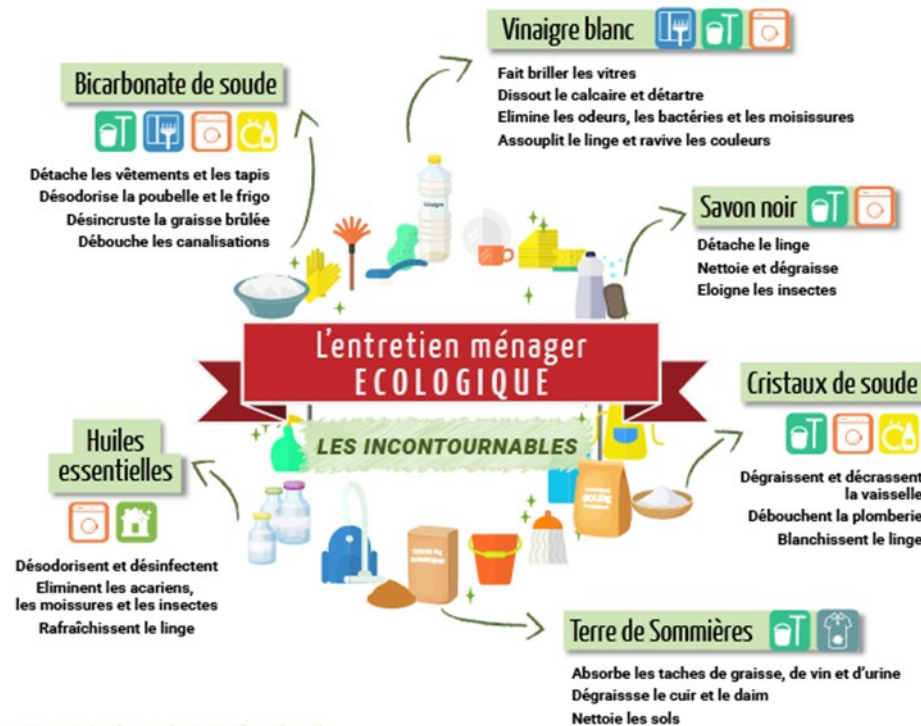 Vinaigre blanc
Fait briller les vitres
Dissout le calcaire et détartre
Elimine les odeurs, les bactéries et les moisissures
Assouplit le linge et ravive les couleurs
Bicarbonate de soude
Détache les vêtements et les tapis
Désodorise la poubelle et le frigo
Désincruste la graisse brûlée
Débouche les canalisations
Vinaigre
Savon noir
Détache le linge
Nettoie et dégraisse
Eloigne les insectes
L'entretien ménager
ECOLOGIQUE
LES INCONTOURNABLES
Cristaux de soude
Dégraissent et décrassent
la vaisselle
Débouchent la plomberie
Blanchissent le linge
SOUDE
Huiles
essentielles
Désodorisent et désinfectent
Eliminent les acariens,
les moissures et les insectes
Rafraîchissent le linge
TERRE DE
SOMMIÈRES
Terre de Sommières
Absorbe les taches de graisse, de vin et d'urine
Dégraissse le cuir et le daim
Nettoie les sols